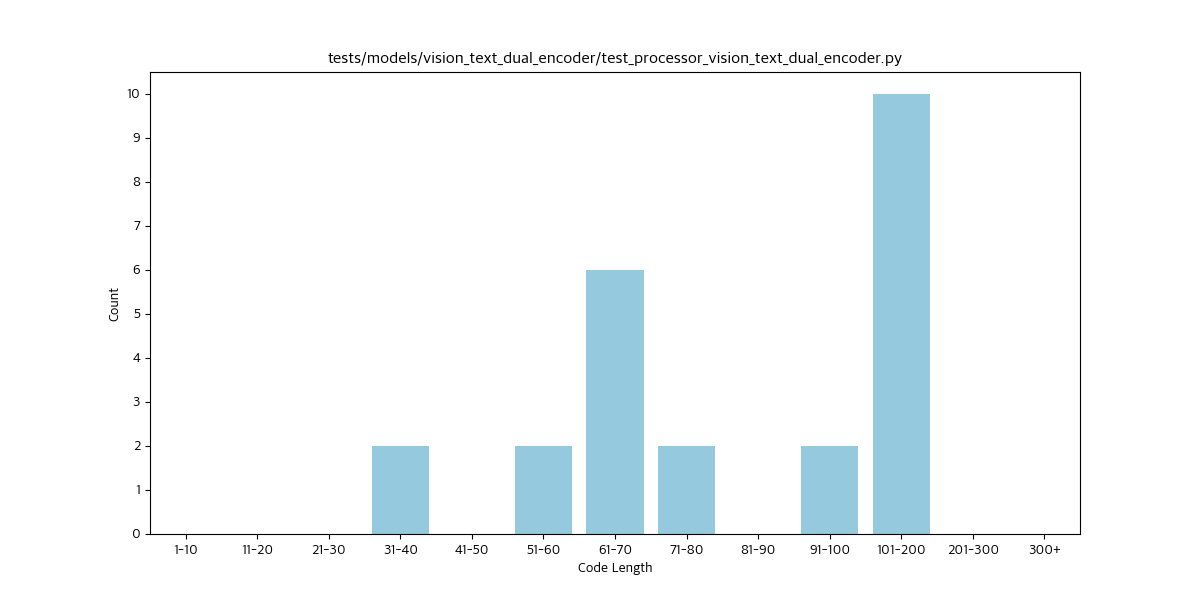 tests/models/vision_text_dual_encoder/test_processor_vision_text_dual_encoder.py
10
9
8
7
6
5
4
3
2
1
0
Count
1-10 11-20 21-30 31-40 41-50 51-60 61-70 71-80 81-90 91-100 101-200 201-300 300+
Code Length